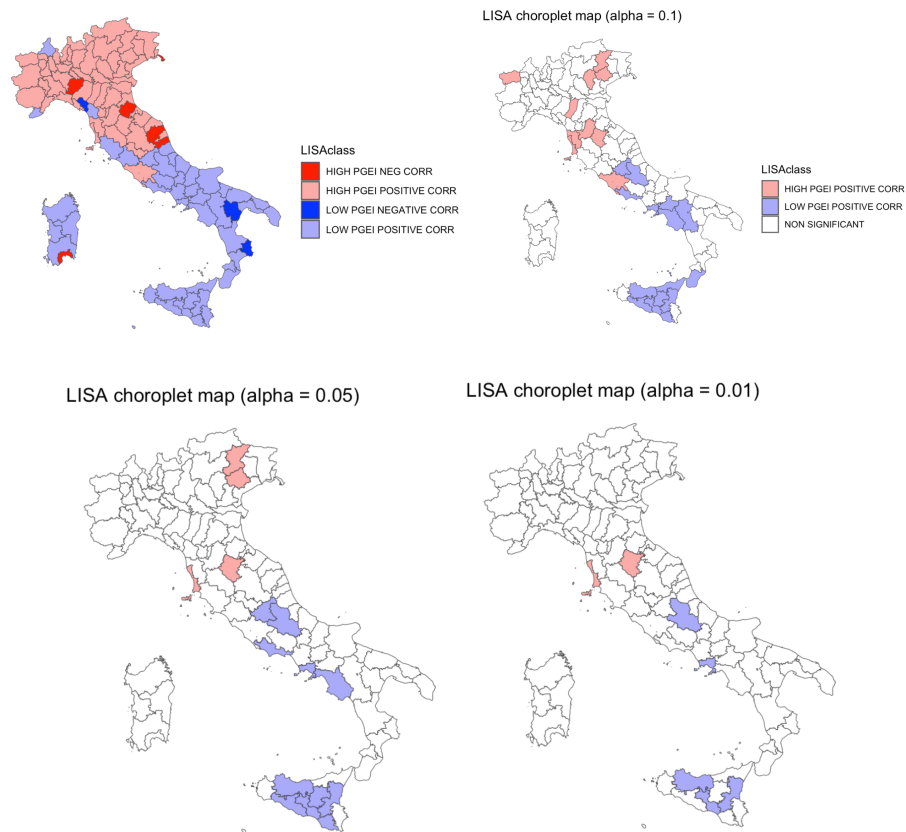 LISA choroplet map (alpha = 0.1)
LISAclass
HIGH PGEI NEG CORR
HIGH PGEI POSITIVE CORR
LOW PGEI NEGATIVE CORR
LOW PGEI POSITIVE CORR
LISAclass
HIGH PGEI POSITIVE CORR
LOW PGEI POSITIVE CORR
NON SIGNIFICANT
LISA choroplet map (alpha = 0.05)
LISA choroplet map (alpha = 0.01)